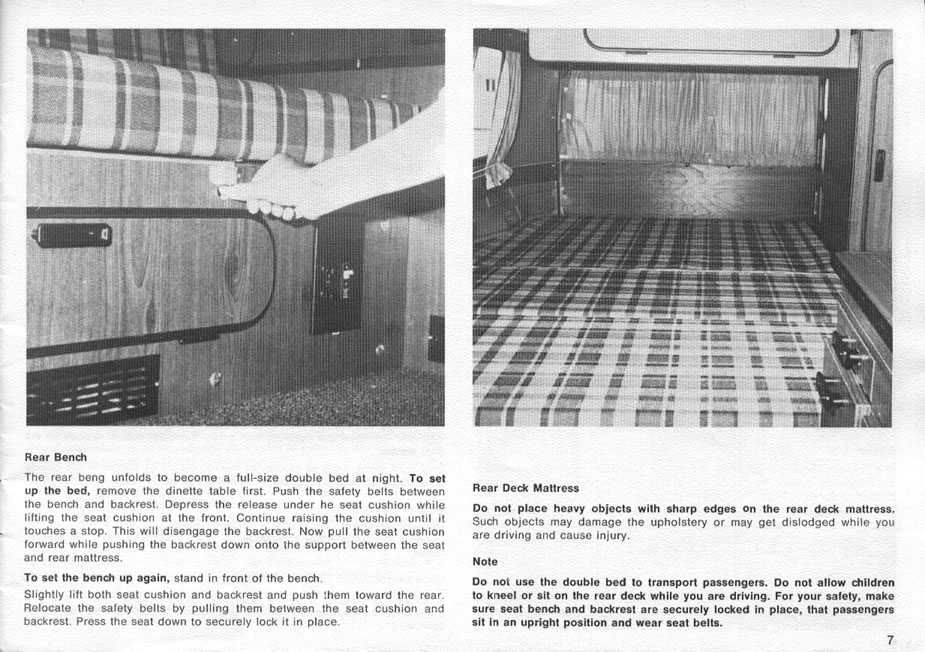 Rear Bench
The rear beng unfolds to become a full-size double bed at night. To set
up the bed, remove the dinette table first. Push the safety belts between
the bench and backrest. Depress the release under he seat cushion while
lifting the seat cushion at the front. Continue raising the cushion until it
touches a stop. This will disengage the backrest. Now pull the seat cushion
forward while pushing the backrest down onto the support between the seat
and rear mattress.
To set the bench up again, stand in front of the bench.
Slightly lift both seat cushion and backrest and push them toward the rear.
Relocate the safety belts by pulling them between the seat cushion and
backrest. Press the seat down to securely lock it in place.
Rear Deck Mattress
Do not place heavy objects with sharp edges on the rear deck mattress.
Such objects may damage the upholstery or may get dislodged while you
are driving and cause injury.
Note
Do not use the double bed to transport passengers. Do not allow children
to kneel or sit on the rear deck while you are driving. For your safety, make
sure seat bench and backrest are securely locked in place, that passengers
sit in an upright position and wear seat belts.
7